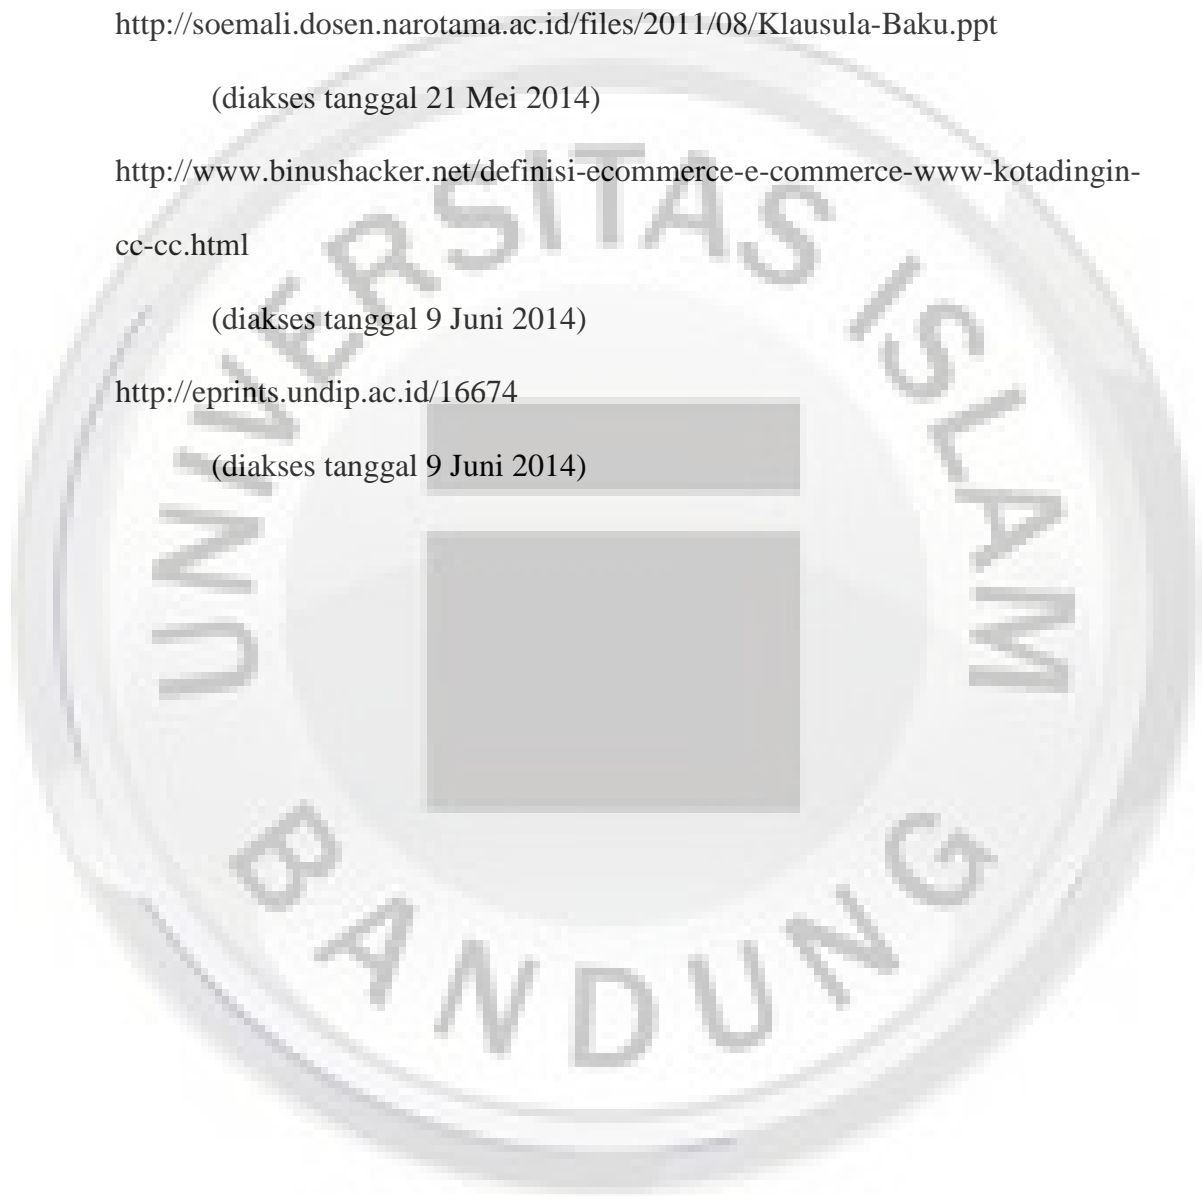 http://soemali.dosen.narotama.ac.id/files/2011/08/Klausula-Baku.ppt
(diakses tanggal 21 Mei 2014)
http://www.binushacker.net/definisi-ecommerce-e-commerce-www-kotadingin-
cc-cc.html
(diakses tanggal 9 Juni 2014)
http://eprints.undip.ac.id/16674
(diakses tanggal 9 Juni 2014)
UNIVERSITAS ISLAM
BANDUNG